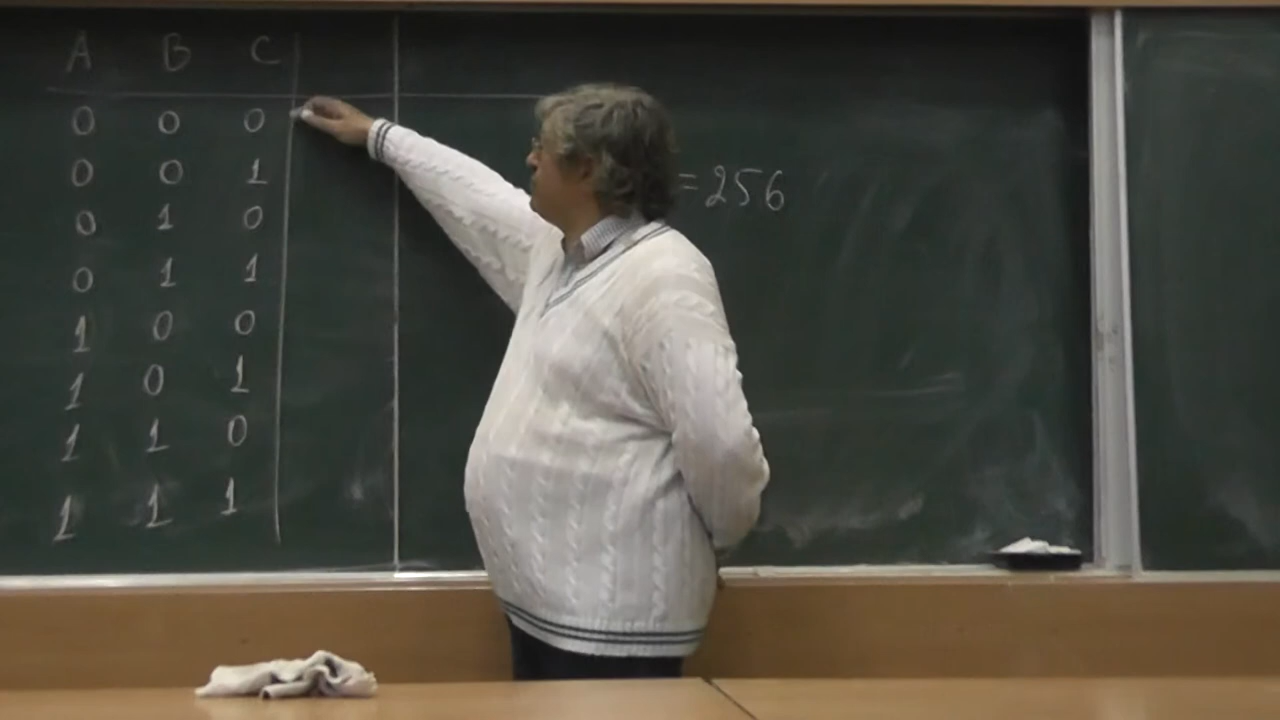 A B C
0 0 0
0 0 1
0 1 0
0 1 1
1 0 0
1 0 1
1 1 0
1 1 1
=256